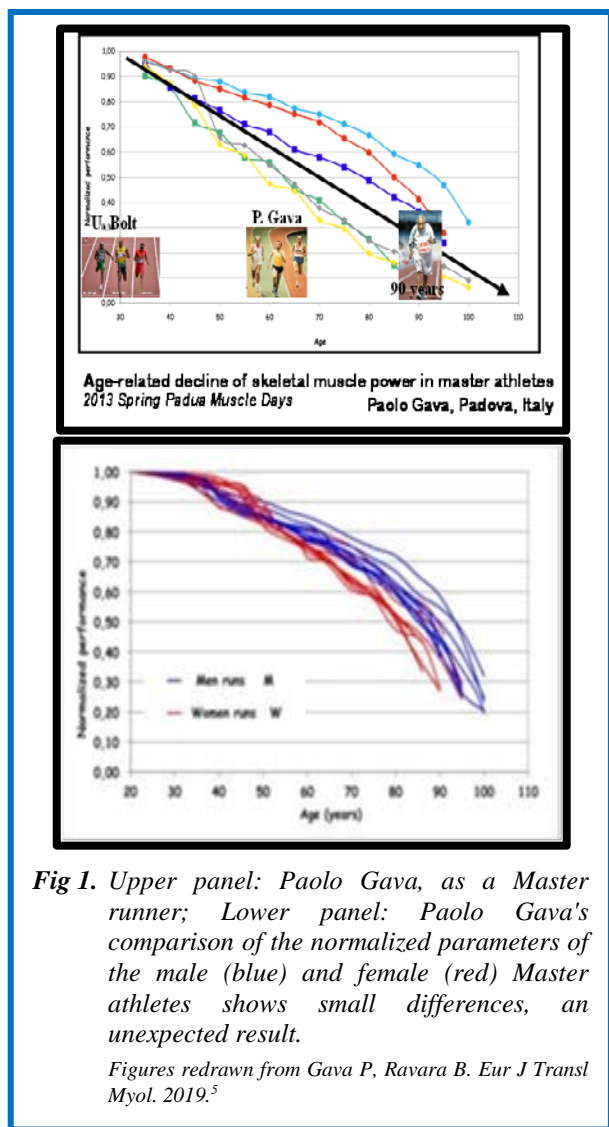 1,00
0,90
0,80
0,70
0,60
0,50
0,40
0,30
0,20
0,10
0,00
Normalized performance
U. Bolt
P. Gava
90 years
30 40 50 60 70 80 90 100 110
Age
Age-related decline of skeletal muscle power in master athletes
2013 Spring Padua Muscle Days Paolo Gava, Padova, Italy
1,00
0,90
0,80
0,70
0,60
0,50
0,40
0,30
0,20
0,10
0,00
Normalized performance
Men runs M
Women runs W
20 30 40 50 60 70 80 90 100 110
Age (years)
Fig 1. Upper panel: Paolo Gava, as a Master
runner; Lower panel: Paolo Gava's
comparison of the normalized parameters of
the male (blue) and female (red) Master
athletes shows small differences, an
unexpected result.
Figures redrawn from Gava P, Ravara B. Eur J Transl
Myol. 2019.5